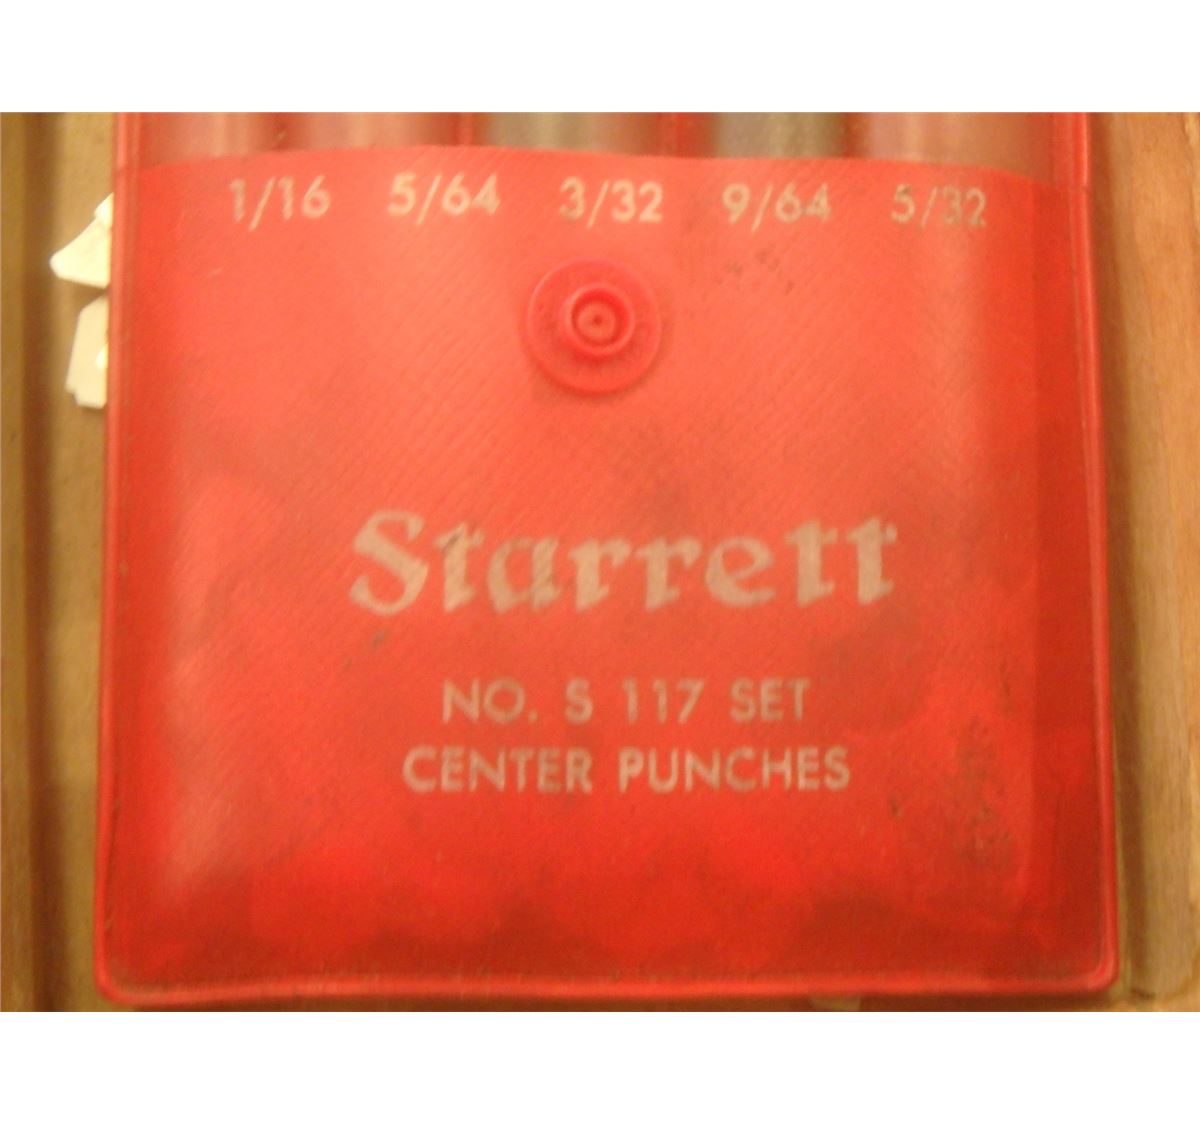 1/16 5/64 3/32 9/64 5/32
Starrett
NO. S 117 SET
CENTER PUNCHES